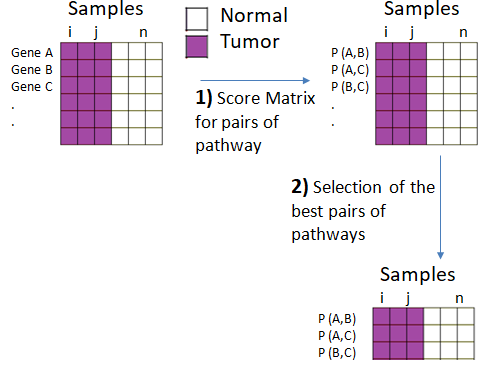 Samples
i j n
Gene A
Gene B
Gene C
.
.
Normal
Tumor
1) Score Matrix
for pairs of
pathway
Samples
i j n
P (A,B)
P (A,C)
P (B,C)
.
.
2) Selection of the
best pairs of
pathways
Samples
i j n
P (A,B)
P (A,C)
P (B,C)